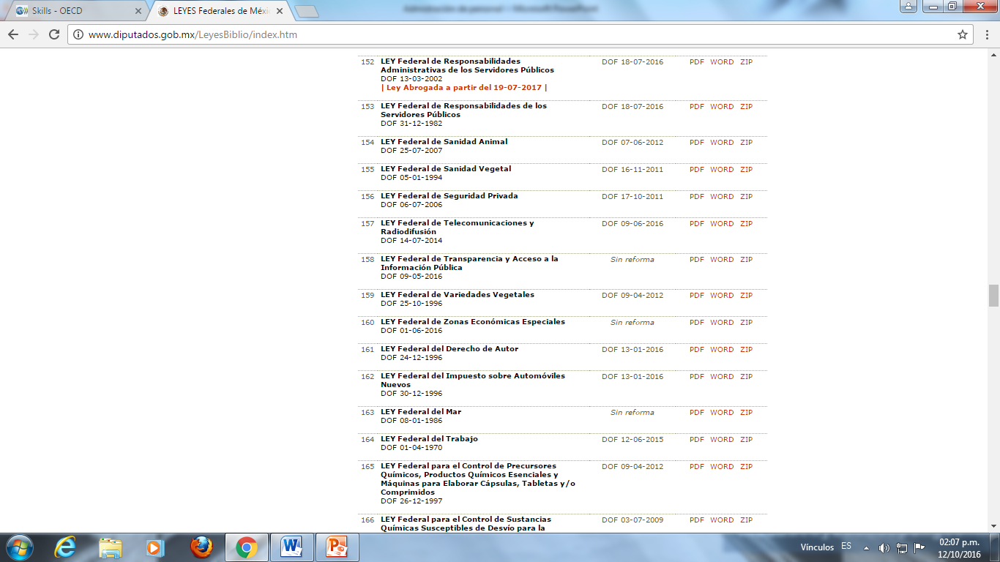 Skills - OECD
LEYES Federales de Méxi
Administración de personal - Microsoft PowerPoint
www.diputados.gob.mx/LeyesBiblio/index.htm
152 LEY Federal de Responsabilidades DOF 18-07-2016 PDF WORD ZIP
Administrativas de los Servidores Públicos
DOF 13-03-2002
| Ley Abrogada a partir del 19-07-2017 |
153 LEY Federal de Responsabilidades de los DOF 18-07-2016 PDF WORD ZIP
Servidores Públicos
DOF 31-12-1982
154 LEY Federal de Sanidad Animal DOF 07-06-2012 PDF WORD ZIP
DOF 25-07-2007
155 LEY Federal de Sanidad Vegetal DOF 16-11-2011 PDF WORD ZIP
DOF 05-01-1994
156 LEY Federal de Seguridad Privada DOF 17-10-2011 PDF WORD ZIP
DOF 06-07-2006
157 LEY Federal de Telecomunicaciones y DOF 09-06-2016 PDF WORD ZIP
Radiodifusión
DOF 14-07-2014
158 LEY Federal de Transparencia y Acceso a la Sin reforma PDF WORD ZIP
Información Pública
DOF 09-05-2016
159 LEY Federal de Variedades Vegetales DOF 09-04-2012 PDF WORD ZIP
DOF 25-10-1996
160 LEY Federal de Zonas Económicas Especiales Sin reforma PDF WORD ZIP
DOF 01-06-2016
161 LEY Federal del Derecho de Autor DOF 13-01-2016 PDF WORD ZIP
DOF 24-12-1996
162 LEY Federal del Impuesto sobre Automóviles DOF 13-01-2016 PDF WORD ZIP
Nuevos
DOF 30-12-1996
163 LEY Federal del Mar Sin reforma PDF WORD ZIP
DOF 08-01-1986
164 LEY Federal del Trabajo DOF 12-06-2015 PDF WORD ZIP
DOF 01-04-1970
165 LEY Federal para el Control de Precursores DOF 09-04-2012 PDF WORD ZIP
Químicos, Productos Químicos Esenciales y
Máquinas para Elaborar Cápsulas, Tabletas y/o
Comprimidos
DOF 26-12-1997
166 LEY Federal para el Control de Sustancias DOF 03-07-2009 PDF WORD ZIP
Químicas Susceptibles de Desvío para la
Vínculos ES 02:07 p.m.
12/10/2016